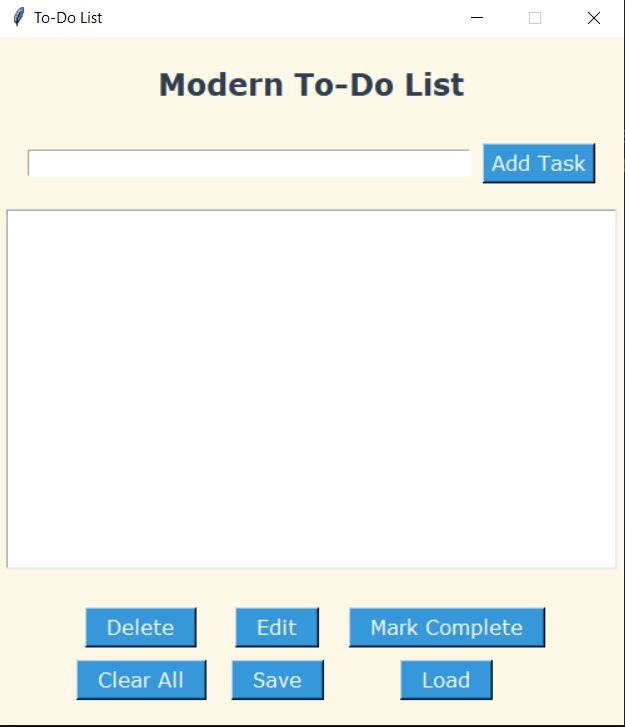 To-Do List
Modern To-Do List
Add Task
Delete Edit Mark Complete
Clear All Save Load